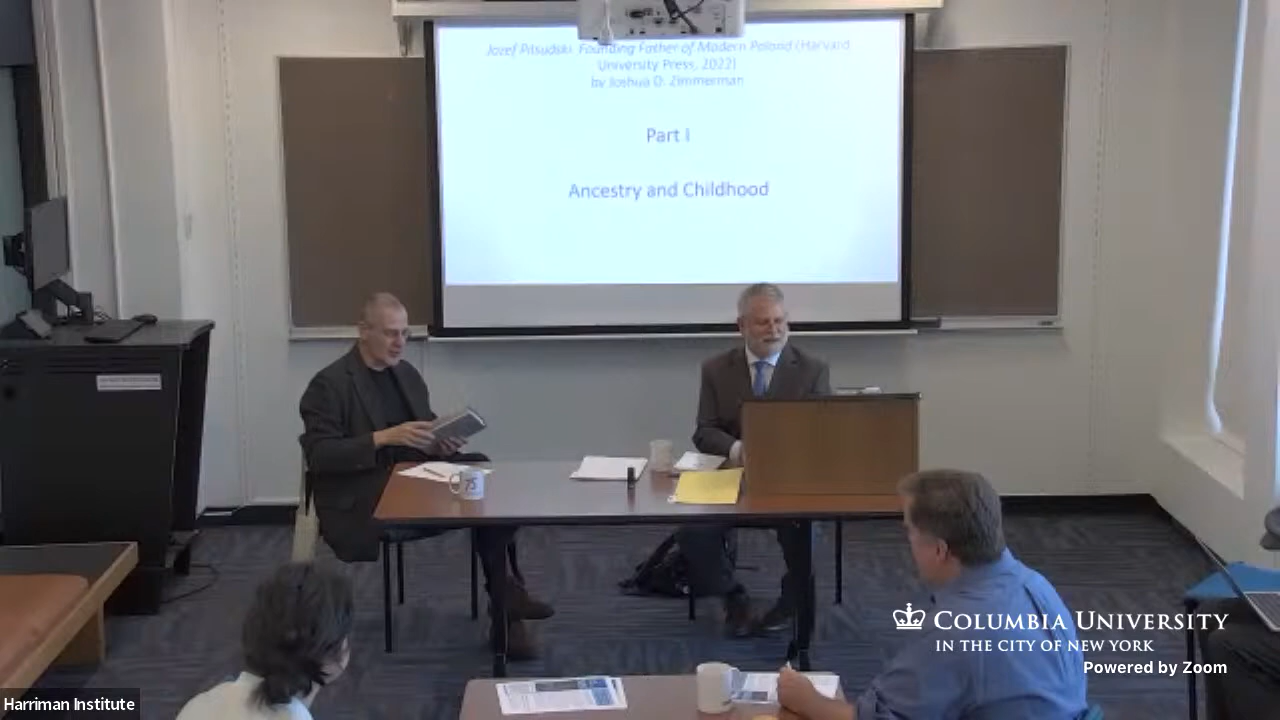 Jozef Pilsudski: Founding Father of Modern Poland (Harvard
University Press, 2022)
by Joshua D. Zimmerman
Part I
Ancestry and Childhood
75
COLUMBIA UNIVERSITY
IN THE CITY OF NEW YORK
Powered by Zoom
Harriman Institute